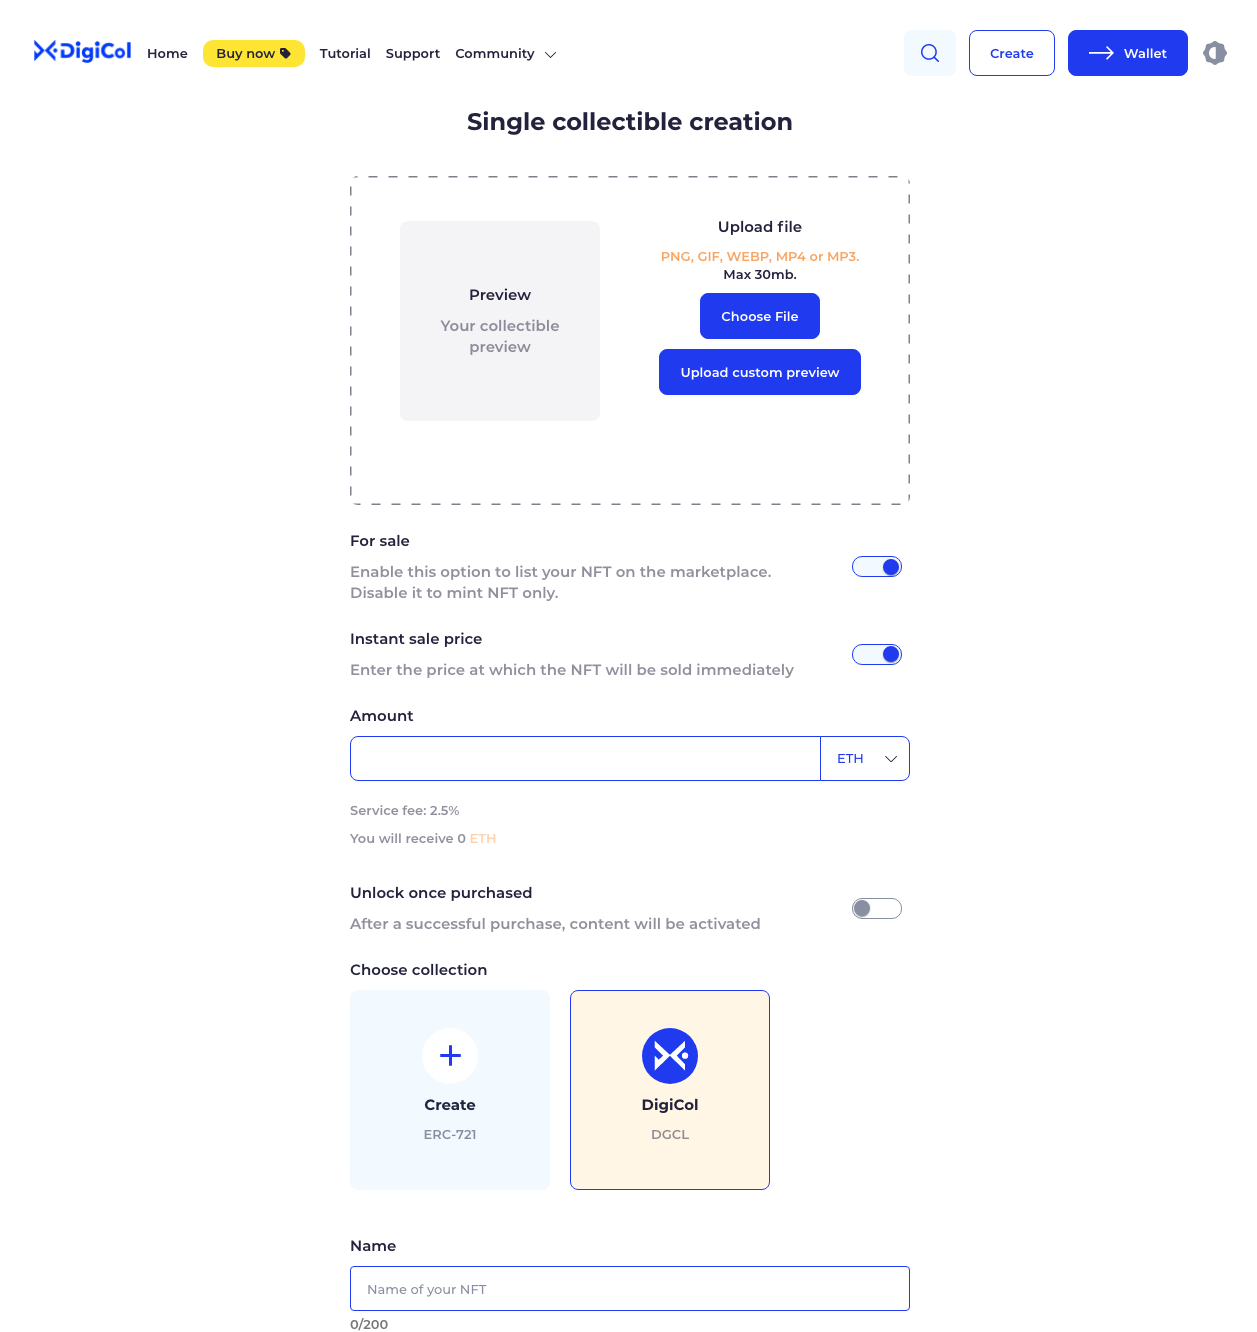 DigiCol
Home
Buy now
Tutorial
Support
Community
Create
Wallet
Single collectible creation
Preview
Your collectible
preview
Upload file
PNG, GIF, WEBP, MP4 or MP3.
Max 30mb.
Choose File
Upload custom preview
For sale
Enable this option to list your NFT on the marketplace.
Disable it to mint NFT only.
Instant sale price
Enter the price at which the NFT will be sold immediately
Amount
ETH
Service fee: 2.5%
You will receive 0 ETH
Unlock once purchased
After a successful purchase, content will be activated
Choose collection
Create
ERC-721
DigiCol
DGCL
Name
Name of your NFT
0/200